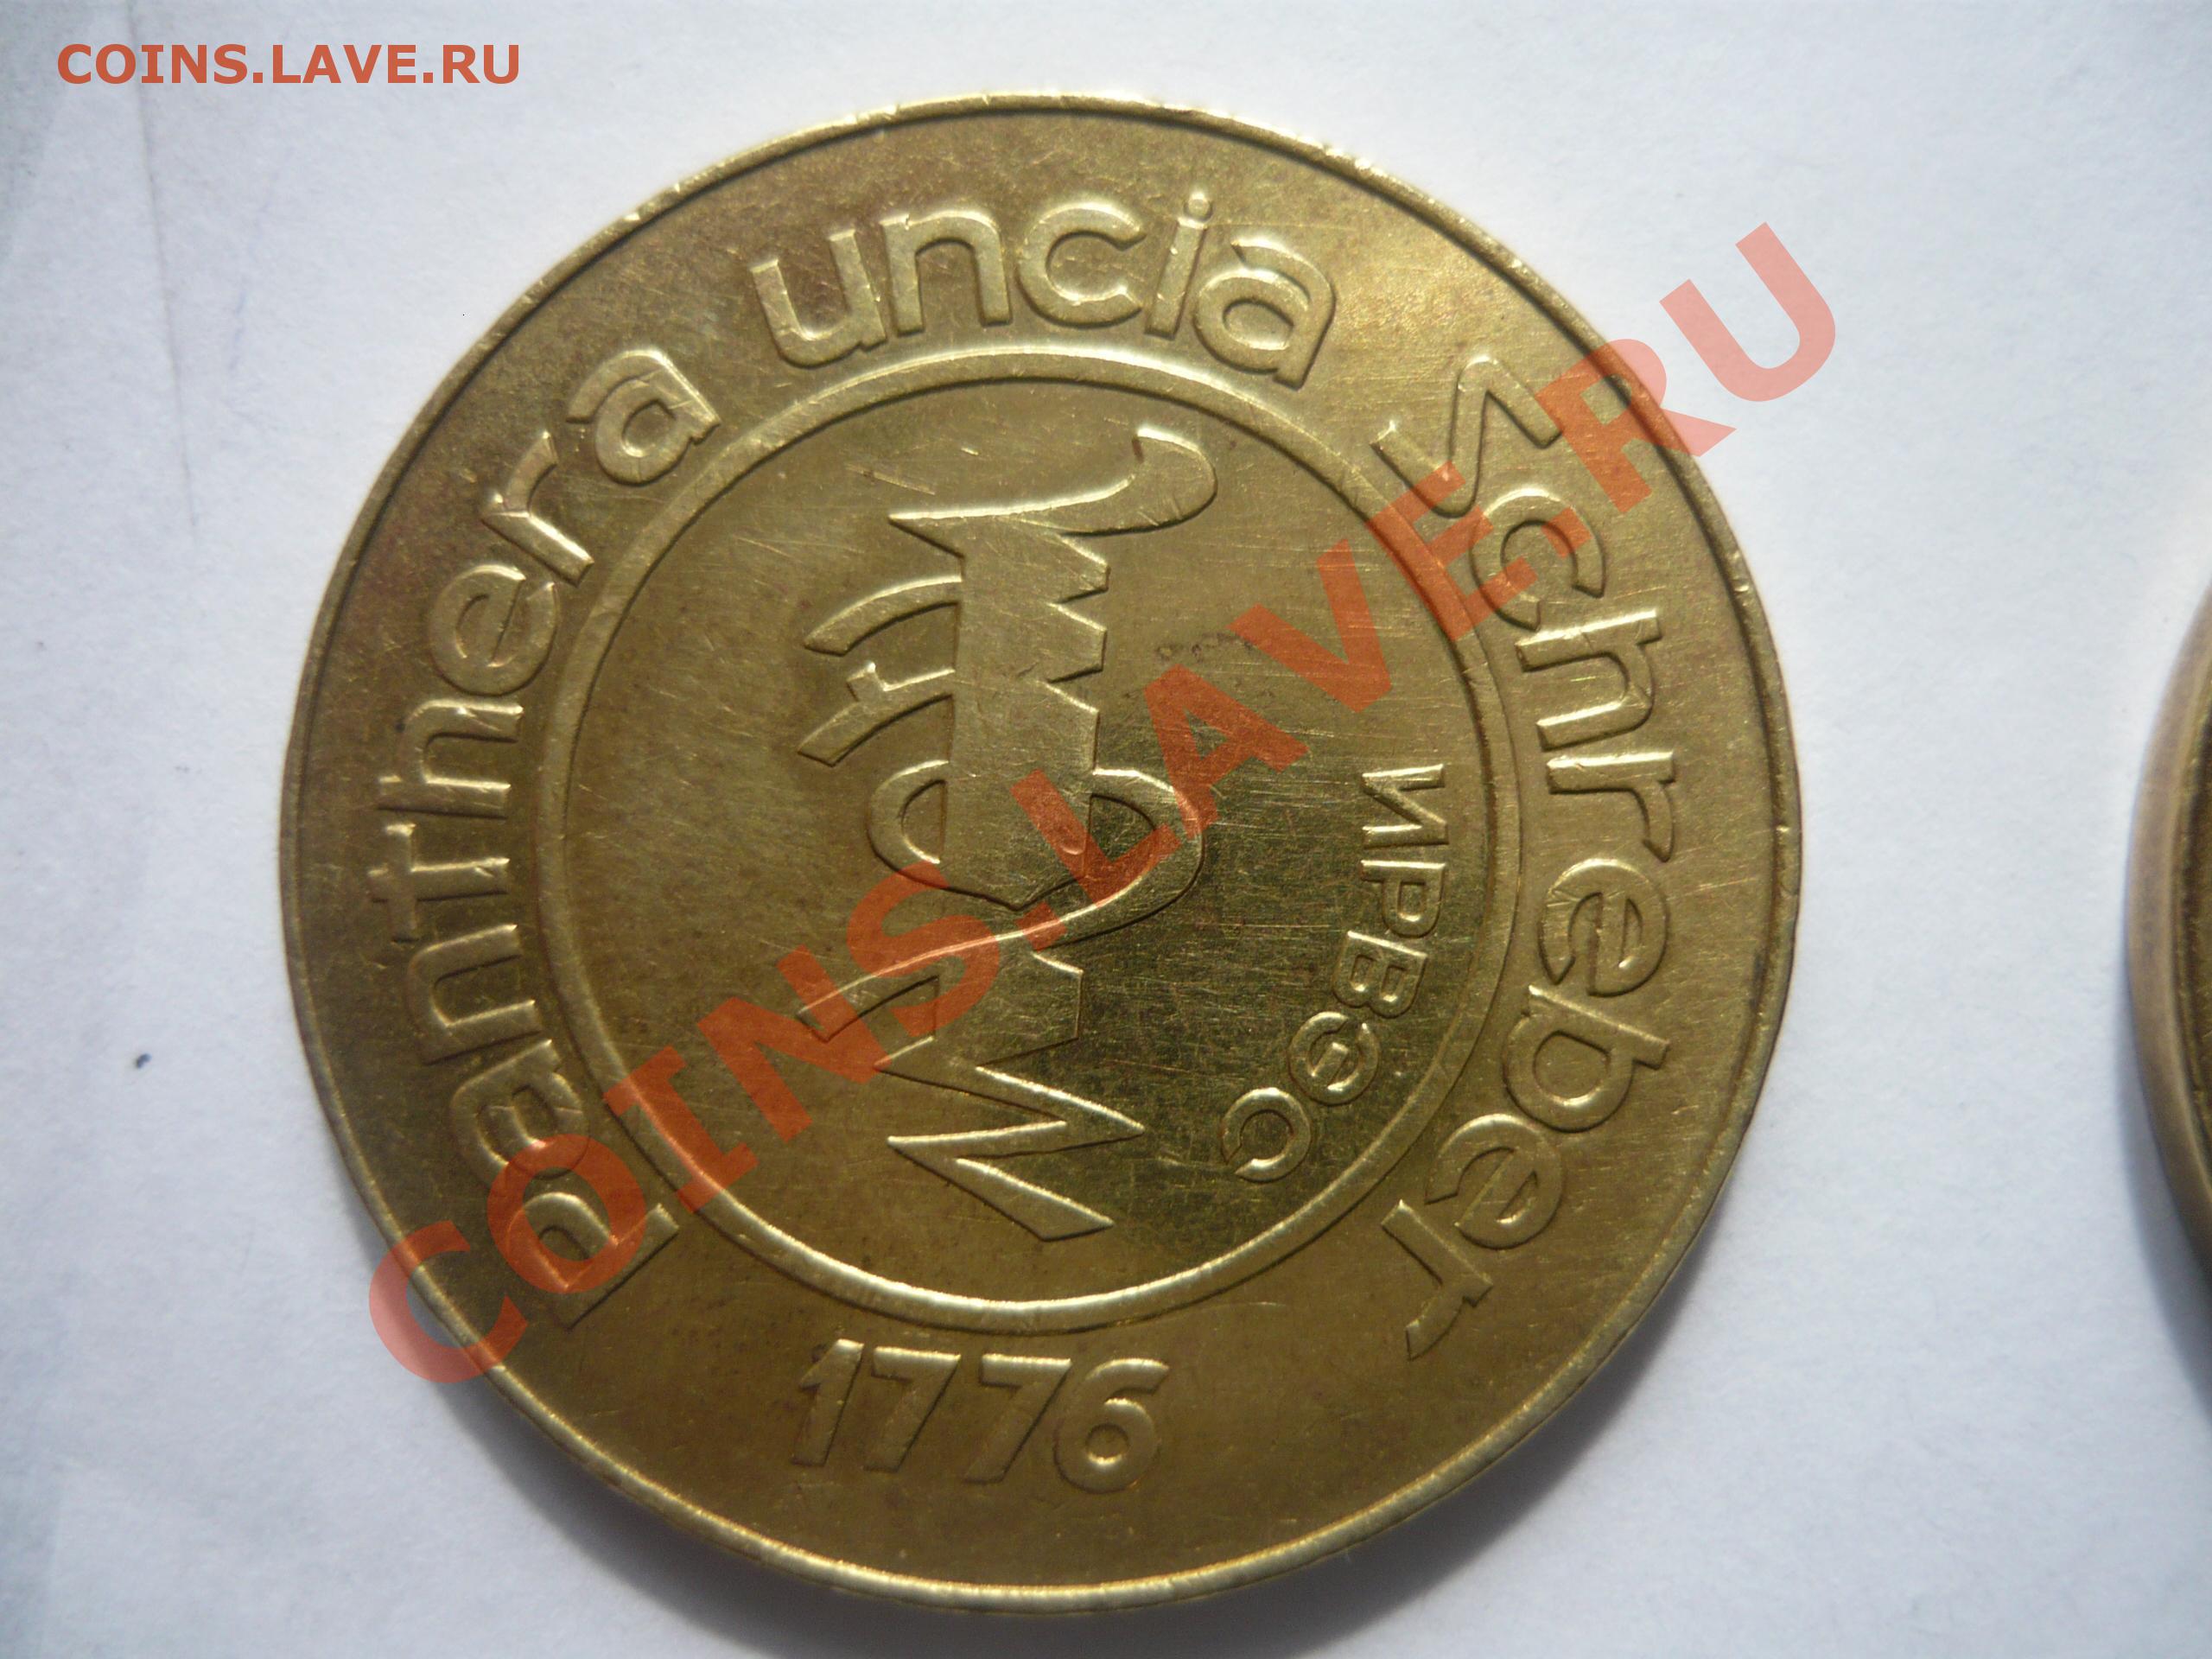 COINS.LAVE.RU
Panthera uncia Schreber
ирвэс
1776
COINS.LAVE.RU